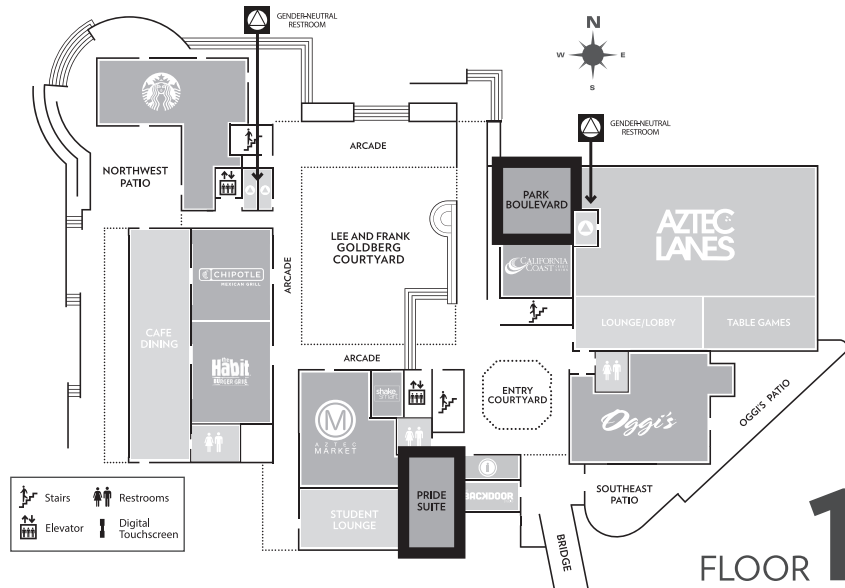 GENDER-NEUTRAL
RESTROOM
N
W
E
S
GENDER-NEUTRAL
RESTROOM
ARCADE
NORTHWEST
PATIO
PARK
BOULEVARD
AZTEC
LANES
LEE AND FRANK
GOLDBERG
COURTYARD
ARCADE
CHIPOTLE
MEXICAN GRILL
CALIFORNIA
COAST
CAFE
DINING
LOUNGE/LOBBY
TABLE GAMES
The
Habit
BURGER GRILL
ARCADE
shake
smart
ENTRY
COURTYARD
OGGI'S PATIO
M
AZTEC
MARKET
Oggi's
i
PRIDE
SUITE
BACKDOOR
STUDENT
LOUNGE
SOUTHEAST
PATIO
BRIDGE
Stairs
Restrooms
Elevator
Digital
Touchscreen
FLOOR 1